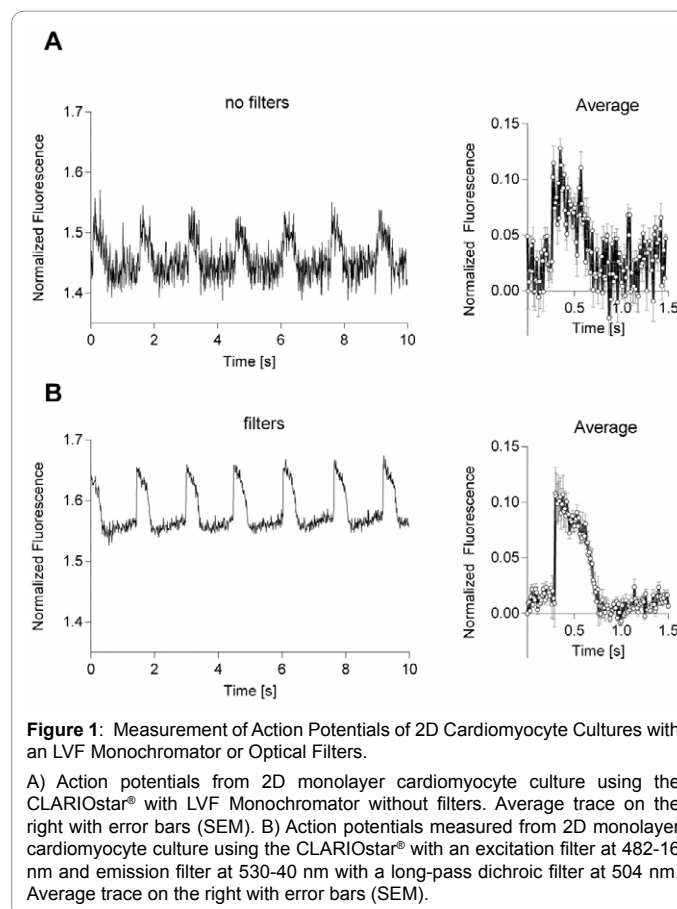 A
no filters
Normalized Fluorescence
1.7
1.6
1.5
1.4
0
2
4
6
8
10
Time [s]
Average
Normalized Fluorescence
0.15
0.10
0.05
0.00
0.5
1.0
1.5
Time [s]
B
filters
Normalized Fluorescence
1.7
1.6
1.5
1.4
0
2
4
6
8
10
Time [s]
Average
Normalized Fluorescence
0.15
0.10
0.05
0.00
0.5
1.0
1.5
Time [s]
Figure 1: Measurement of Action Potentials of 2D Cardiomyocyte Cultures with
an LVF Monochromator or Optical Filters.
A) Action potentials from 2D monolayer cardiomyocyte culture using the
CLARIOstar® with LVF Monochromator without filters. Average trace on the
right with error bars (SEM). B) Action potentials measured from 2D monolayer
cardiomyocyte culture using the CLARIOstar® with an excitation filter at 482-16
nm and emission filter at 530-40 nm with a long-pass dichroic filter at 504 nm.
Average trace on the right with error bars (SEM).